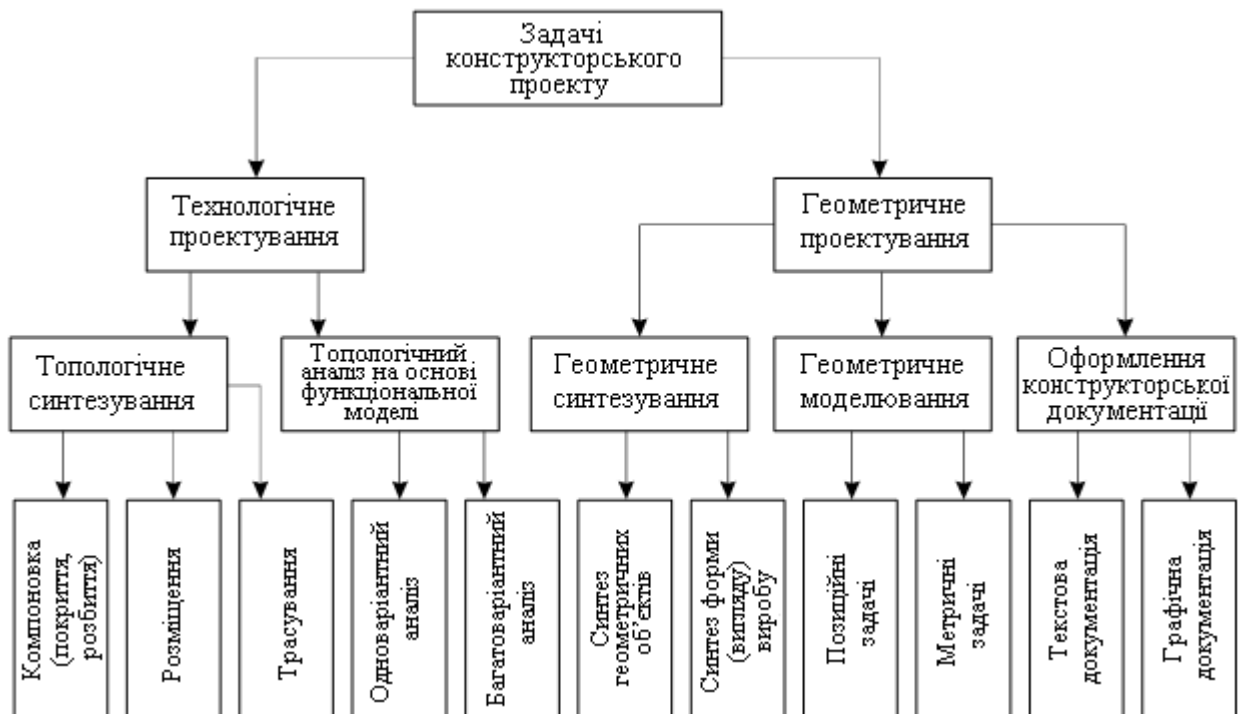 Задачі
конструкторського
проекту
Технологічне
проектування
Геометричне
проектування
Топологічне
синтезування
Топологічний
аналіз на основі
функціональної
моделі
Геометричне
синтезування
Геометричне
моделювання
Оформлення
конструкторської
документації
Компоновка
(покриття,
розбиття)
Розміщення
Трасування
Одноваріантний
аналіз
Багатоваріантний
аналіз
Синтез
геометричних
об'єктів
Синтез форми
(вигляду)
виробу
Позиційні
задачі
Метричні
задачі
Текстова
документація
Графічна
документація